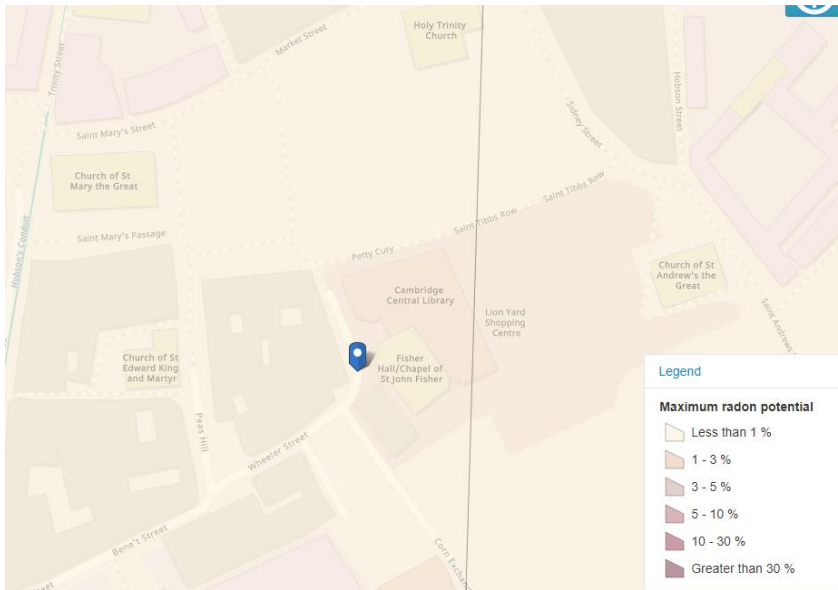 Holy Trinity
Church
Market Street
Trinity Street
Hobson Street
Sidney Street
Saint Mary's Street
Church of St
Mary the Great
Saint Tibbs Row
Saint Tibbs Row
Saint Mary's Passage
Hobson's Conduit
Petty Cury
Cambridge
Central Library
Church of St
Andrew's the
Great
Lion Yard
Shopping
Centre
Saint Andrews
Church of St
Edward King
and Martyr
Fisher
Hall/Chapel of
St John Fisher
Peas Hill
Wheeler Street
Bene't Street
Street
Corn Exchang
Legend
Maximum radon potential
Less than 1 %
1 - 3 %
3 - 5 %
5 - 10 %
10 - 30 %
Greater than 30 %